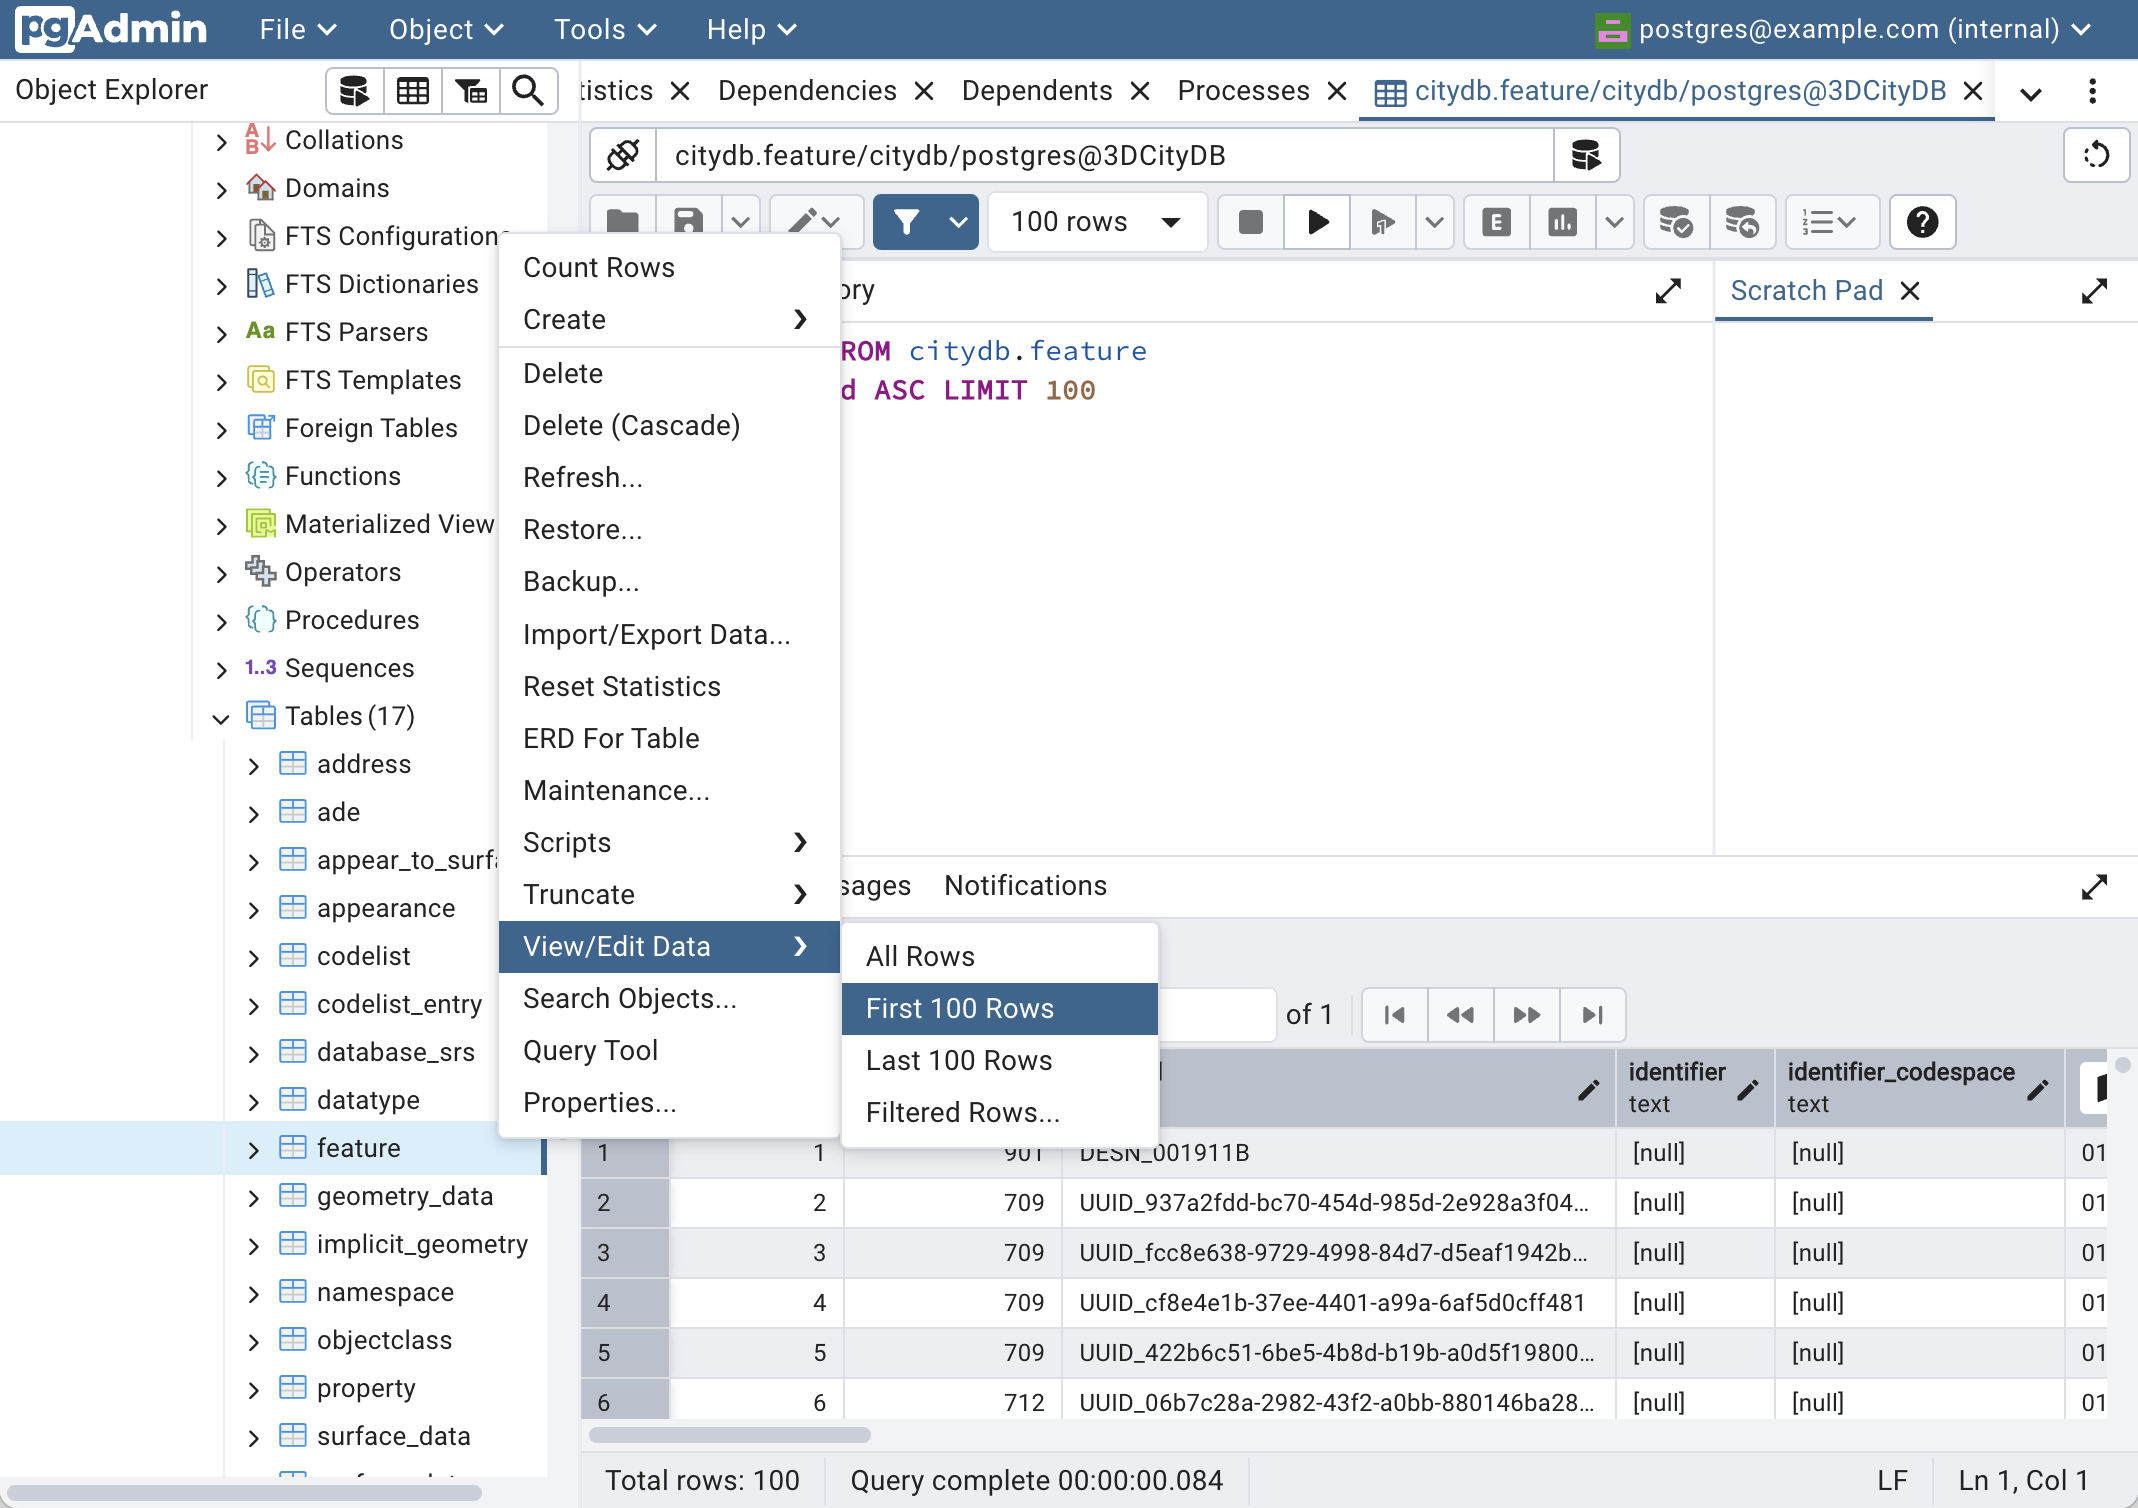 pgAdmin
File
Object
Tools
Help
postgres@example.com (internal)
Object Explorer
tistics
Dependencies
Dependents
Processes
citydb.feature/citydb/postgres@3DCityDB
citydb.feature/citydb/postgres@3DCityDB
100 rows
E
Collations
Domains
FTS Configuration
FTS Dictionaries
Aa FTS Parsers
FTS Templates
Foreign Tables
Functions
Materialized View
Operators
Procedures
1..3 Sequences
Tables (17)
address
ade
appear_to_surf
appearance
codelist
codelist_entry
database_srs
datatype
feature
geometry_data
implicit_geometry
namespace
objectclass
property
surface_data
Count Rows
Create
Delete
Delete (Cascade)
Refresh...
Restore...
Backup...
Import/Export Data...
Reset Statistics
ERD For Table
Maintenance...
Scripts
Truncate
View/Edit Data
Search Objects...
Query Tool
Properties...
All Rows
First 100 Rows
Last 100 Rows
Filtered Rows...
ory
Scratch Pad
ROM citydb.feature
d ASC LIMIT 100
sages
Notifications
of 1
identifier
text
identifier_codespace
text
1 1 901 DESN_001911B [null] [null] 01
2 2 709 UUID_937a2fdd-bc70-454d-985d-2e928a3f04... [null] [null] 01
3 3 709 UUID_fcc8e638-9729-4998-84d7-d5eaf1942b... [null] [null] 01
4 4 709 UUID_cf8e4e1b-37ee-4401-a99a-6af5d0cff481 [null] [null] 01
5 5 709 UUID_422b6c51-6be5-4b8d-b19b-a0d5f19800... [null] [null] 01
6 6 712 UUID_06b7c28a-2982-43f2-a0bb-880146ba28... [null] [null] 01
Total rows: 100
Query complete 00:00:00.084
LF
Ln 1, Col 1